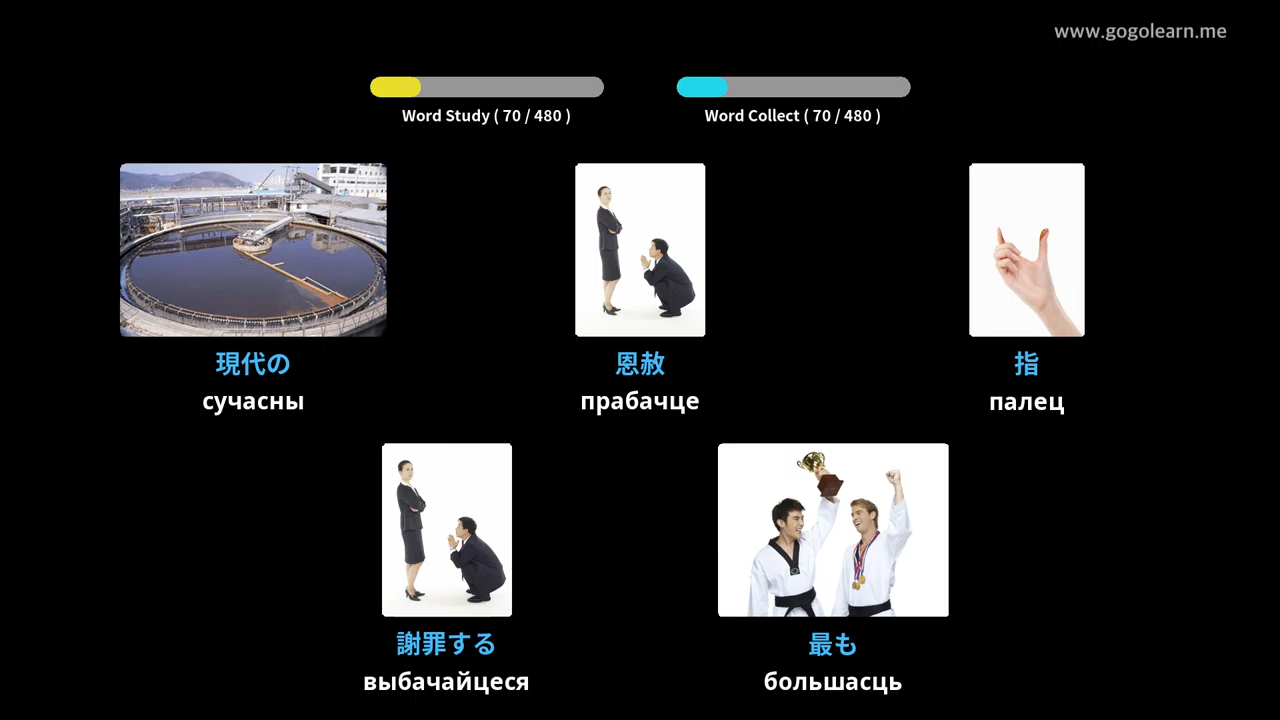 www.gogolearn.me
Word Study ( 70 / 480 )
Word Collect ( 70 / 480 )
現代の
сучасны
恩赦
прабачце
指
палец
謝罪する
выбачайцеся
最も
большасць